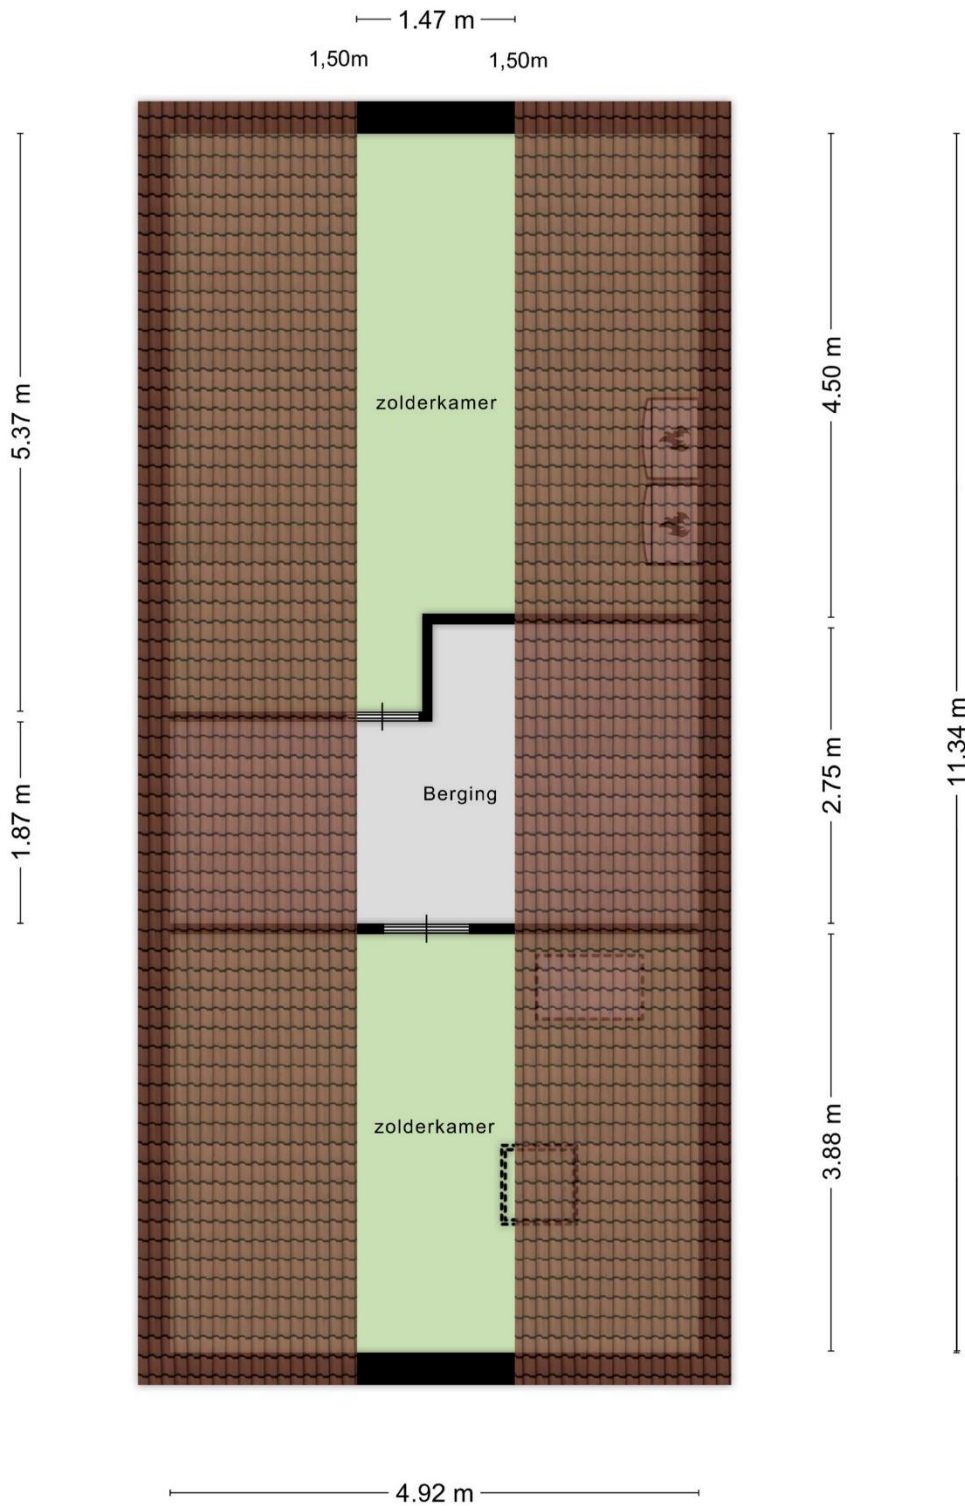 1.47 m
1,50m
1,50m
5.37 m
4.50 m
zolderkamer
11.34 m
2.75 m
Berging
1.87 m
zolderkamer
3.88 m
4.92 m